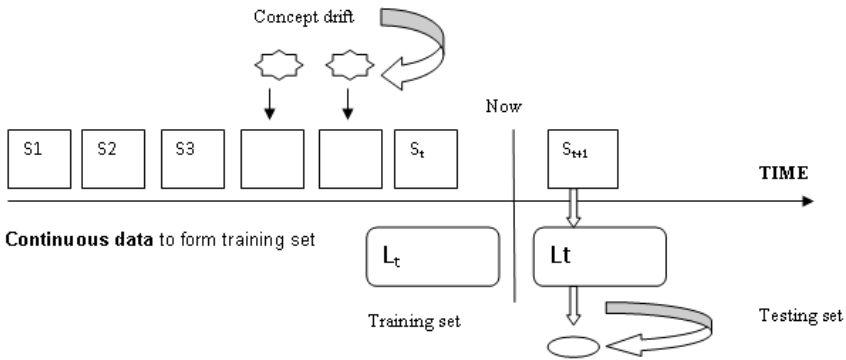 Concept drift
Now
S1
S2
S3
Sₜ
Sₜ₊₁
TIME
Continuous data to form training set
Lₜ
Lt
Training set
Testing set